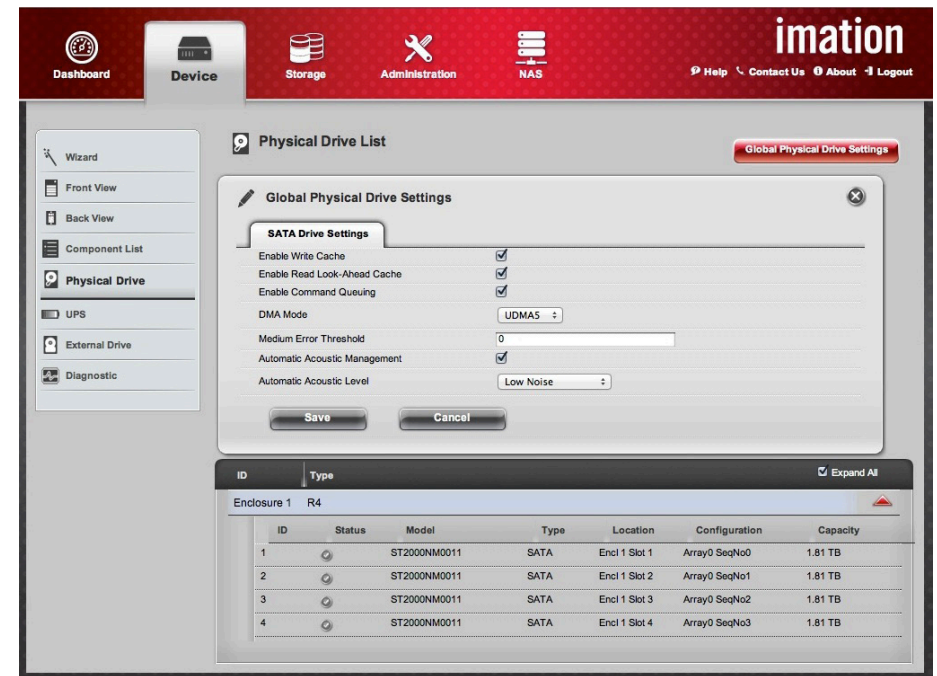 imation
Dashboard
Device
Storage
Administration
NAS
Help Contact Us About Logout
Wizard
Front View
Back View
Component List
Physical Drive
UPS
External Drive
Diagnostic
Physical Drive List
Global Physical Drive Settings
Global Physical Drive Settings
SATA Drive Settings
Enable Write Cache
Enable Read Look-Ahead Cache
Enable Command Queuing
DMA Mode UDMA5
Medium Error Threshold 0
Automatic Acoustic Management
Automatic Acoustic Level Low Noise
Save Cancel
ID Type Expand All
Enclosure 1 R4
ID Status Model Type Location Configuration Capacity
1 ST2000NM0011 SATA Encl 1 Slot 1 Array0 SeqNo0 1.81 TB
2 ST2000NM0011 SATA Encl 1 Slot 2 Array0 SeqNo1 1.81 TB
3 ST2000NM0011 SATA Encl 1 Slot 3 Array0 SeqNo2 1.81 TB
4 ST2000NM0011 SATA Encl 1 Slot 4 Array0 SeqNo3 1.81 TB